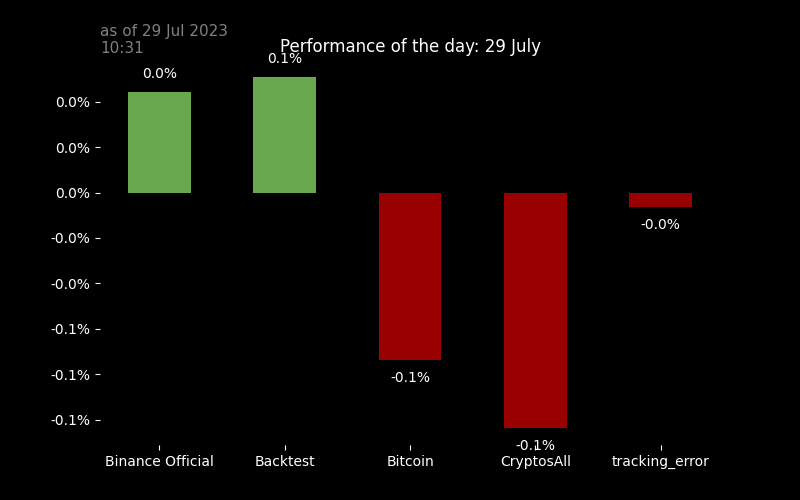 as of 29 Jul 2023
10:31
Performance of the day: 29 July
0.0%
0.1%
0.0%
0.0%
0.0%
-0.0%
-0.0%
-0.1%
-0.1%
-0.1%
-0.0%
-0.1%
-0.1%
Binance Official
Backtest
Bitcoin
CryptosAll
tracking_error